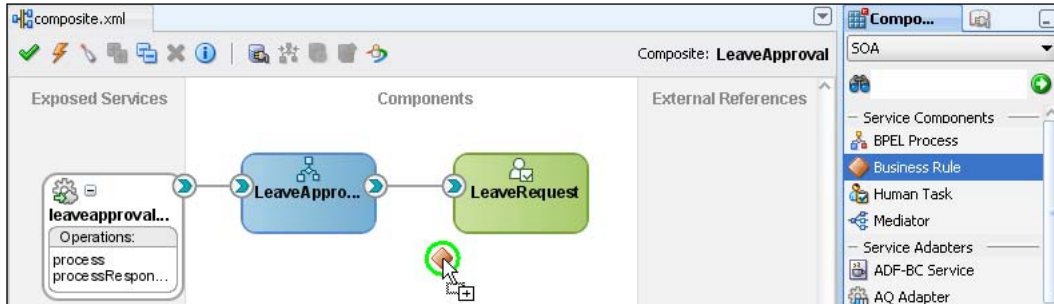 composite.xml
Compo...
Composite: LeaveApproval
SOA
Exposed Services
Components
External References
Service Components
BPEL Process
Business Rule
Human Task
Mediator
Service Adapters
ADF-BC Service
AQ Adapter
leaveapproval...
Operations:
process
processRespon...
LeaveAppro...
LeaveRequest